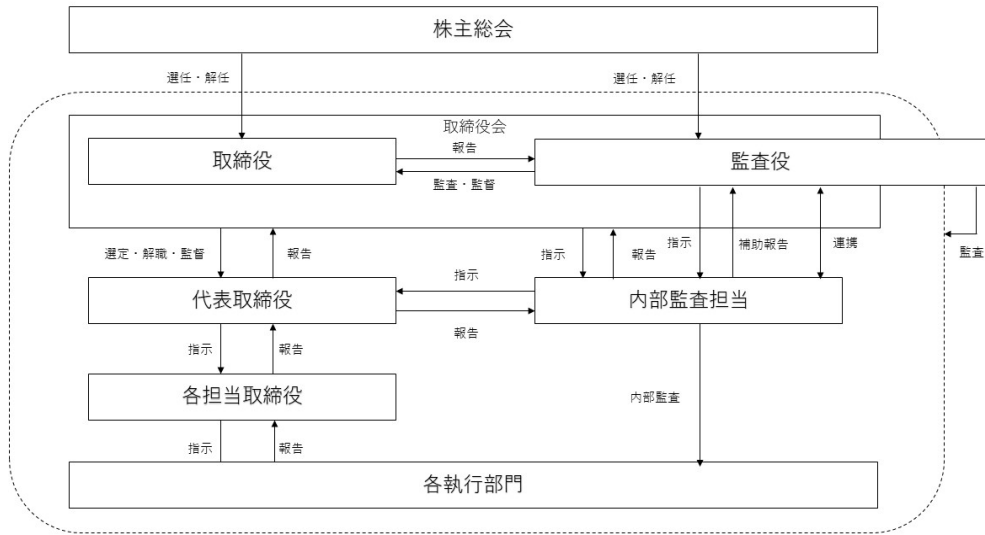 株主総会
選任・解任
選任・解任
取締役会
取締役
報告
監査・監督
監査役
選定・解職・監督
報告
指示
報告
指示
補助報告
連携
監査
代表取締役
指示
報告
内部監査担当
指示
報告
各担当取締役
内部監査
指示
報告
各執行部門